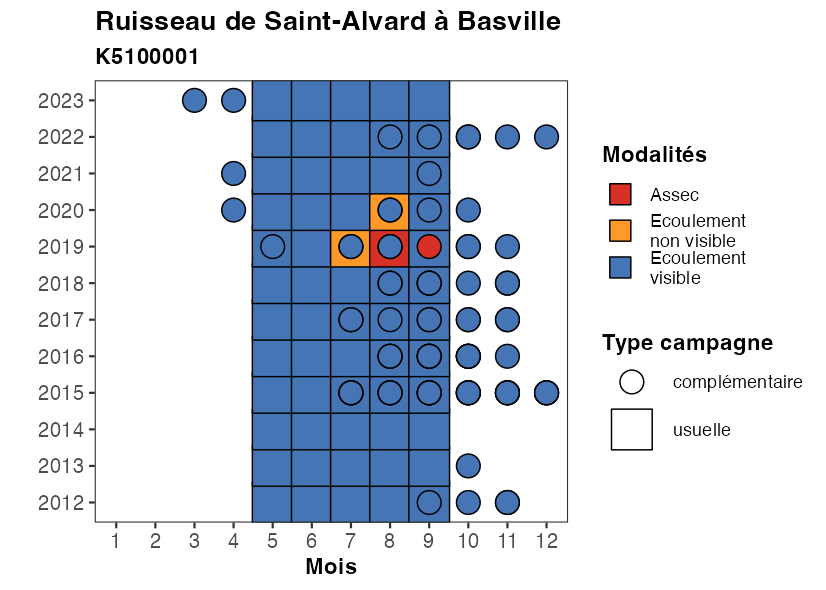 Ruisseau de Saint-Alvard à Basville
K5100001
2023
2022
2021
2020
2019
2018
2017
2016
2015
2014
2013
2012
1 2 3 4 5 6 7 8 9 10 11 12
Mois
Modalités
Assec
Ecoulement
non visible
Ecoulement
visible
Type campagne
complémentaire
usuelle